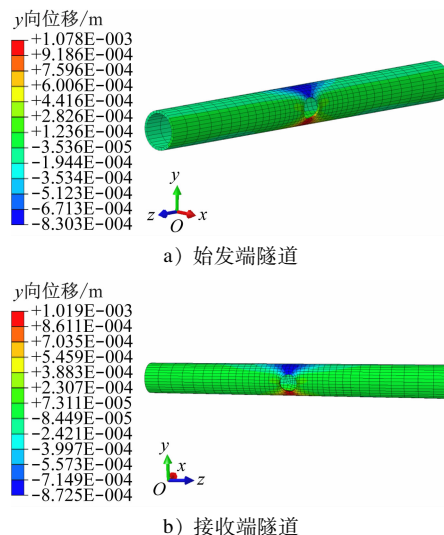 y向位移/m
+1.078E-003
+9.186E-004
+7.596E-004
+6.006E-004
+4.416E-004
+2.826E-004
+1.236E-004
-3.536E-005
-1.944E-004
-3.534E-004
-5.123E-004
-6.713E-004
-8.303E-004
y
z
O
x
a）始发端隧道
y向位移/m
+1.019E-003
+8.611E-004
+7.035E-004
+5.459E-004
+3.883E-004
+2.307E-004
+7.311E-005
-8.449E-005
-2.421E-004
-3.997E-004
-5.573E-004
-7.149E-004
-8.725E-004
y
x
O
z
b）接收端隧道